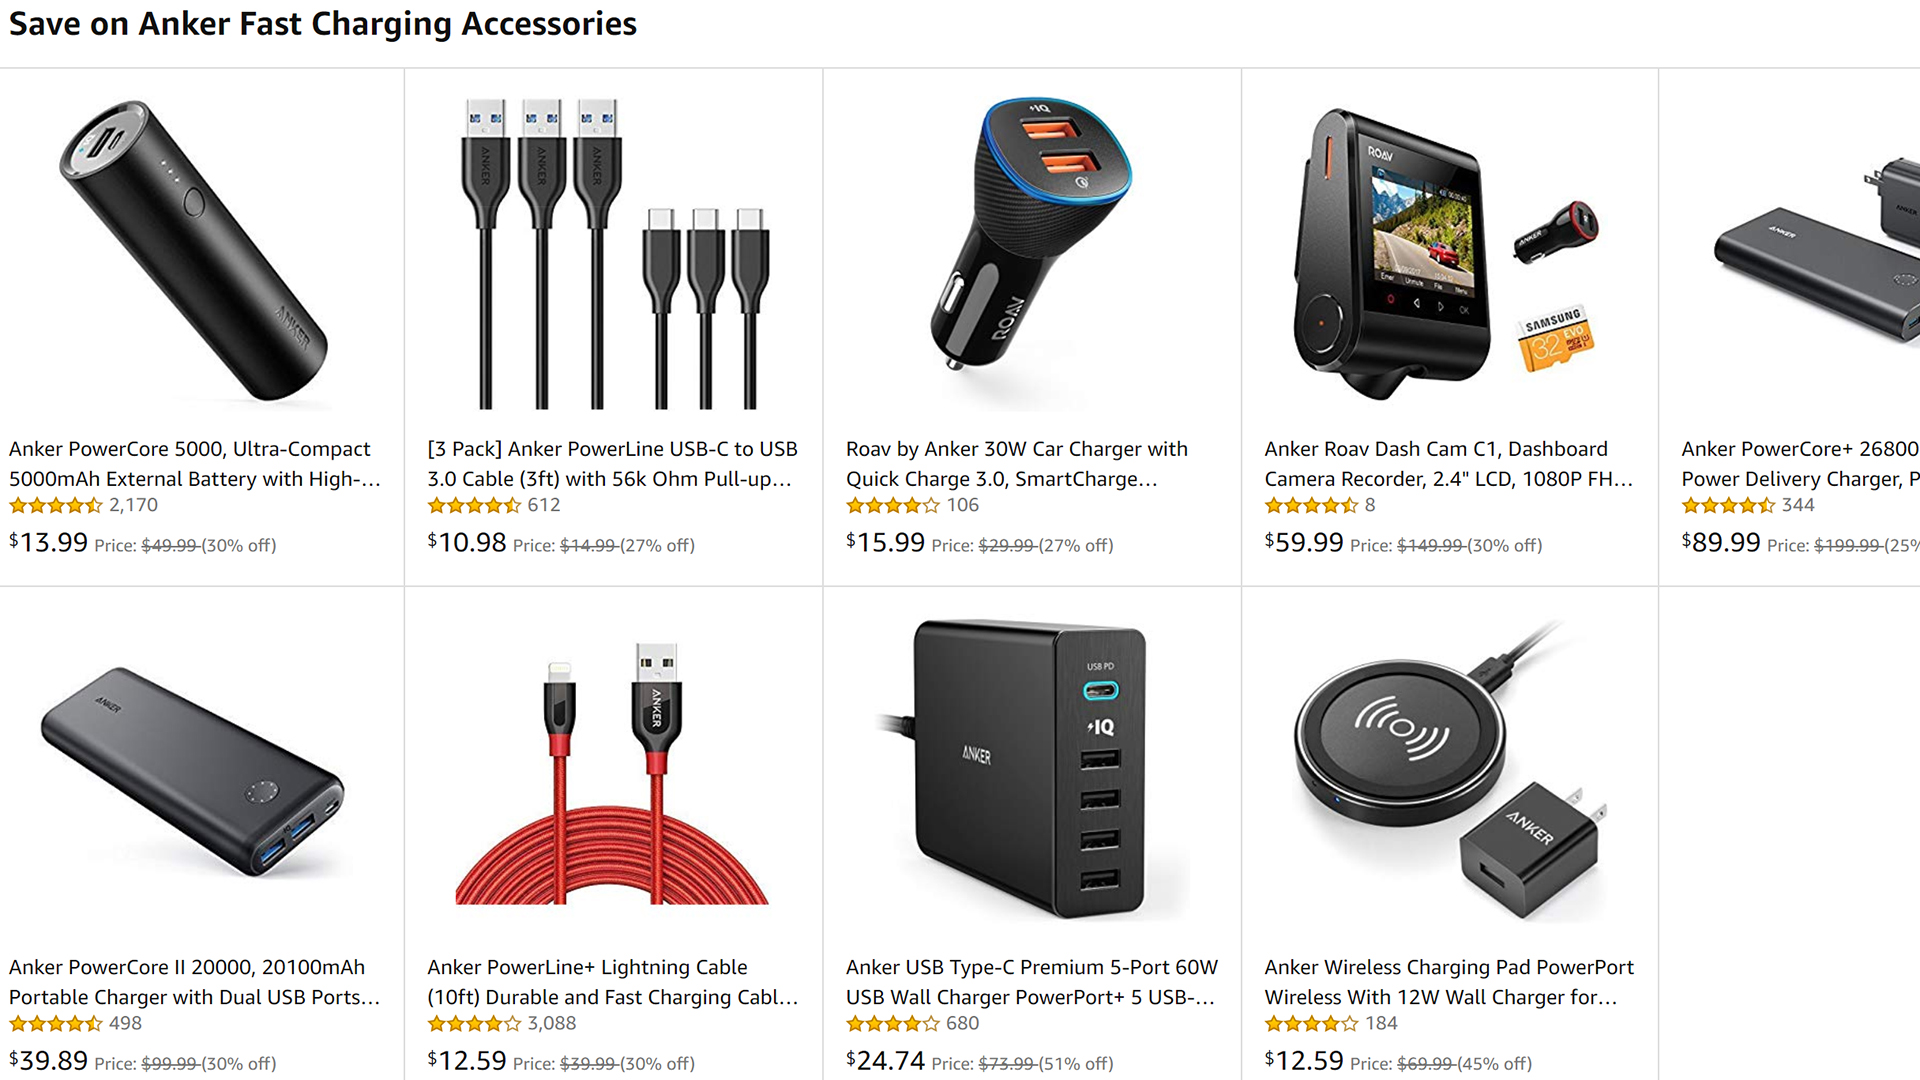 Save on Anker Fast Charging Accessories
ANKER
ANKER
ANKER
ANKER
IQ
ROAV
ROAV
Enter Unmute File Menu
OK
ANKER
SAMSUNG
32 EVO
ANKER
ANKER
Anker PowerCore 5000, Ultra-Compact
5000mAh External Battery with High-...
2,170
$13.99 Price: $49.99 (30% off)
[3 Pack] Anker PowerLine USB-C to USB
3.0 Cable (3ft) with 56k Ohm Pull-up...
612
$10.98 Price: $14.99 (27% off)
Roav by Anker 30W Car Charger with
Quick Charge 3.0, SmartCharge...
106
$15.99 Price: $29.99 (27% off)
Anker Roav Dash Cam C1, Dashboard
Camera Recorder, 2.4" LCD, 1080P FH...
8
$59.99 Price: $149.99 (30% off)
Anker PowerCore+ 26800
Power Delivery Charger, P
344
$89.99 Price: $199.99 (25%
ANKER
ANKER
USB PD
IQ
ANKER
ANKER
Anker PowerCore II 20000, 20100mAh
Portable Charger with Dual USB Ports...
498
$39.89 Price: $99.99 (30% off)
Anker PowerLine+ Lightning Cable
(10ft) Durable and Fast Charging Cabl...
3,088
$12.59 Price: $39.99 (30% off)
Anker USB Type-C Premium 5-Port 60W
USB Wall Charger PowerPort+ 5 USB-...
680
$24.74 Price: $73.99 (51% off)
Anker Wireless Charging Pad PowerPort
Wireless With 12W Wall Charger for...
184
$12.59 Price: $69.99 (45% off)